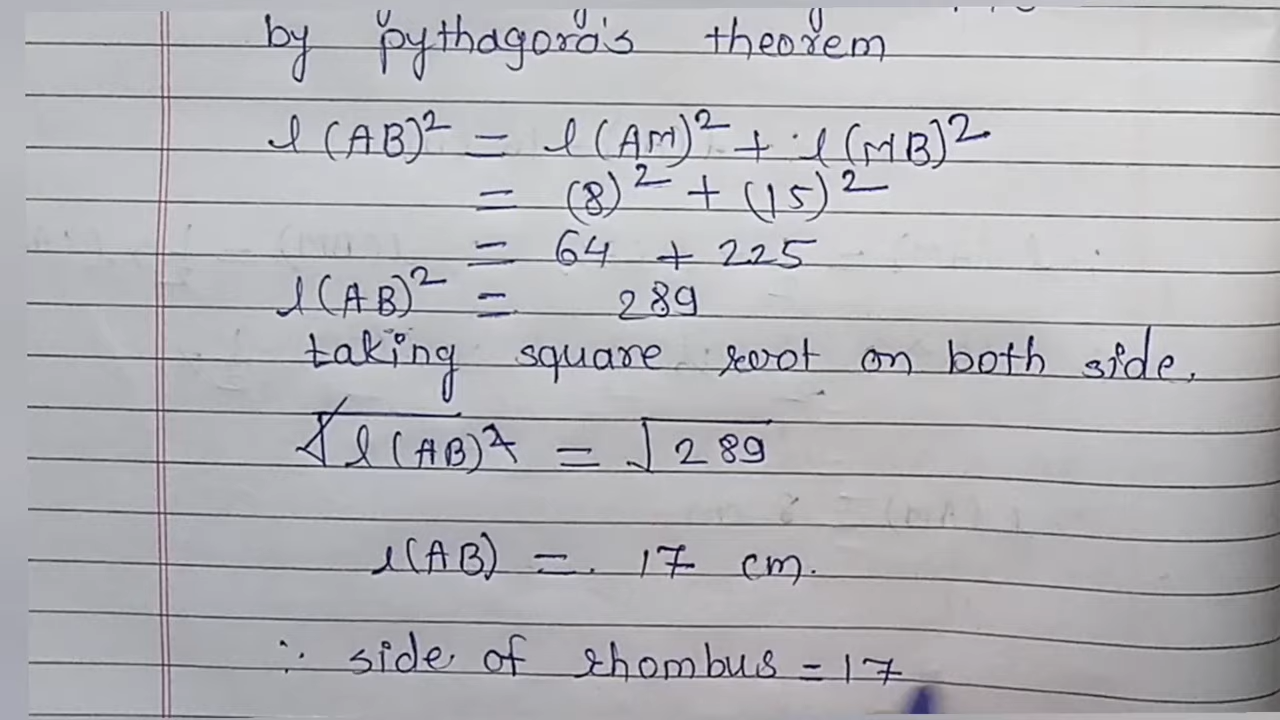 by pythagora's theorem
l(AB)² = l(AM)² + l(MB)²
= (8)² + (15)²
= 64 + 225
l(AB)² = 289
taking square root on both side.
√l(AB)² = √289
l(AB) = 17 cm.
∴ side of rhombus = 17